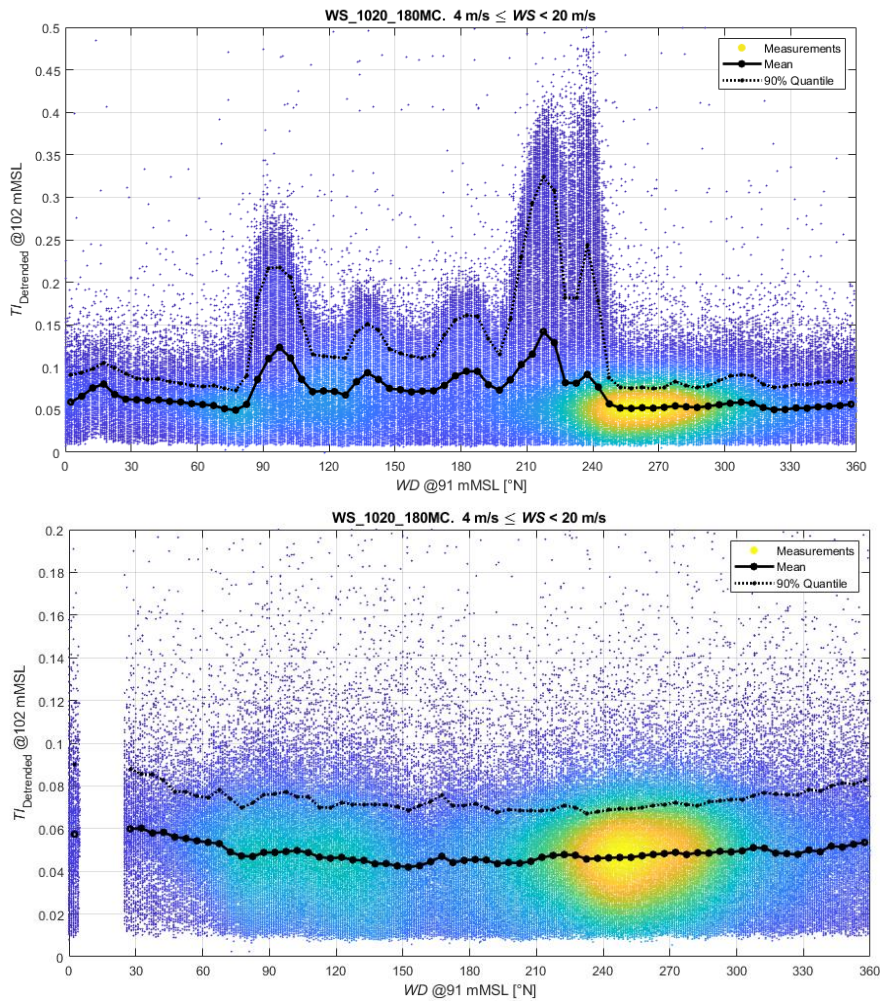 WS_1020_180MC. 4 m/s ≤ WS < 20 m/s
Measurements
Mean
90% Quantile
0.5
0.45
0.4
0.35
0.3
0.25
0.2
0.15
0.1
0.05
0
TI_Detrended @102 mMSL
0 30 60 90 120 150 180 210 240 270 300 330 360
WD @91 mMSL [°N]
WS_1020_180MC. 4 m/s ≤ WS < 20 m/s
Measurements
Mean
90% Quantile
0.2
0.18
0.16
0.14
0.12
0.1
0.08
0.06
0.04
0.02
0
TI_Detrended @102 mMSL
0 30 60 90 120 150 180 210 240 270 300 330 360
WD @91 mMSL [°N]